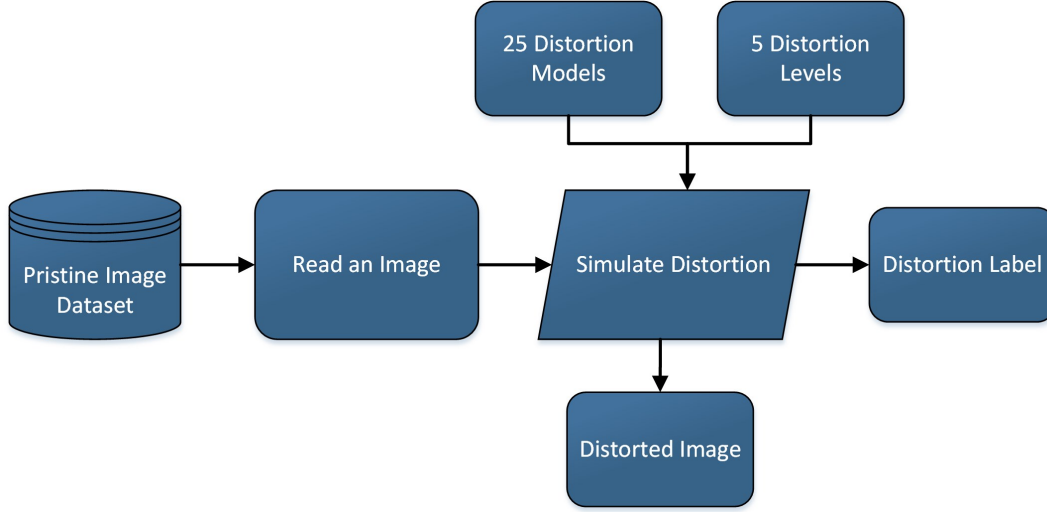 25 Distortion
Models
5 Distortion
Levels
Pristine Image
Dataset
Read an Image
Simulate Distortion
Distortion Label
Distorted Image